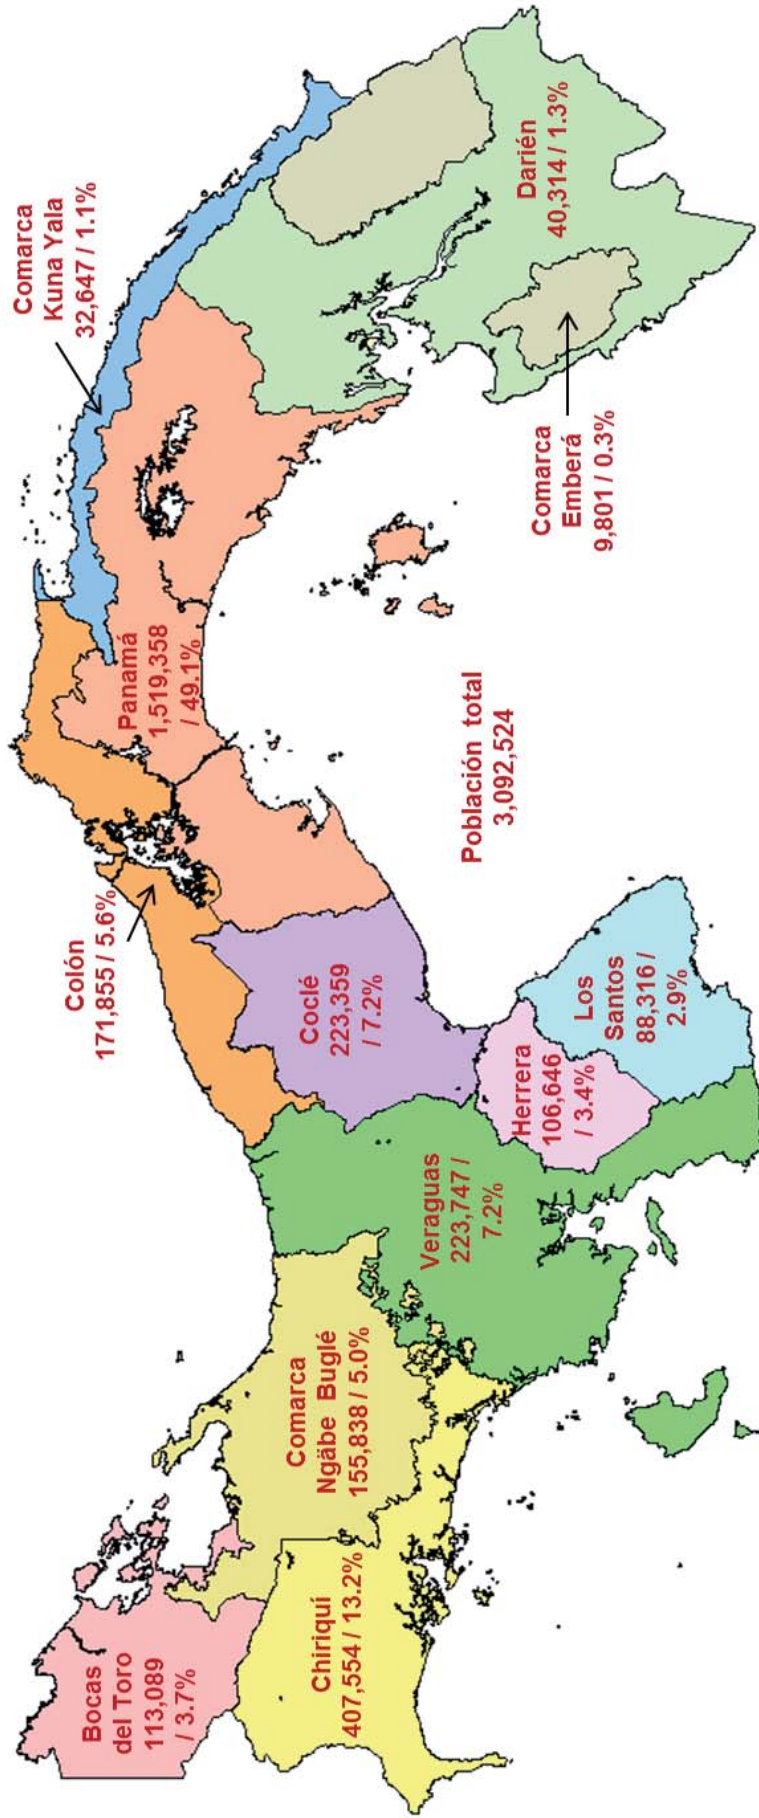 Bocas
del Toro
113,089
/ 3.7%
Chiriquí
407,554 / 13.2%
Comarca
Ngäbe Buglé
155,838 / 5.0%
Veraguas
223,747 /
7.2%
Colón
171,855 / 5.6%
Coclé
223,359
/ 7.2%
Herrera
106,646
/ 3.4%
Los
Santos
88,316 /
2.9%
Panamá
1,519,358
/ 49.1%
Población total
3,092,524
Comarca
Kuna Yala
32,647 / 1.1%
Comarca
Emberá
9,801 / 0.3%
Darién
40,314 / 1.3%